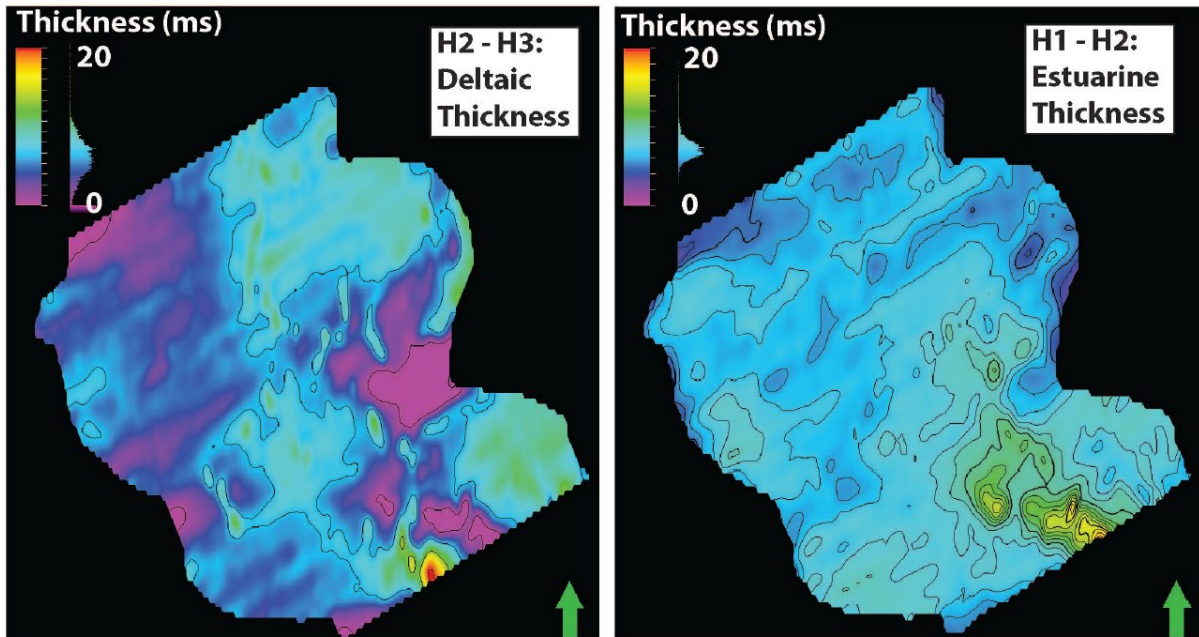 Thickness (ms)
20
0
H2 - H3:
Deltaic
Thickness
Thickness (ms)
20
0
H1 - H2:
Estuarine
Thickness